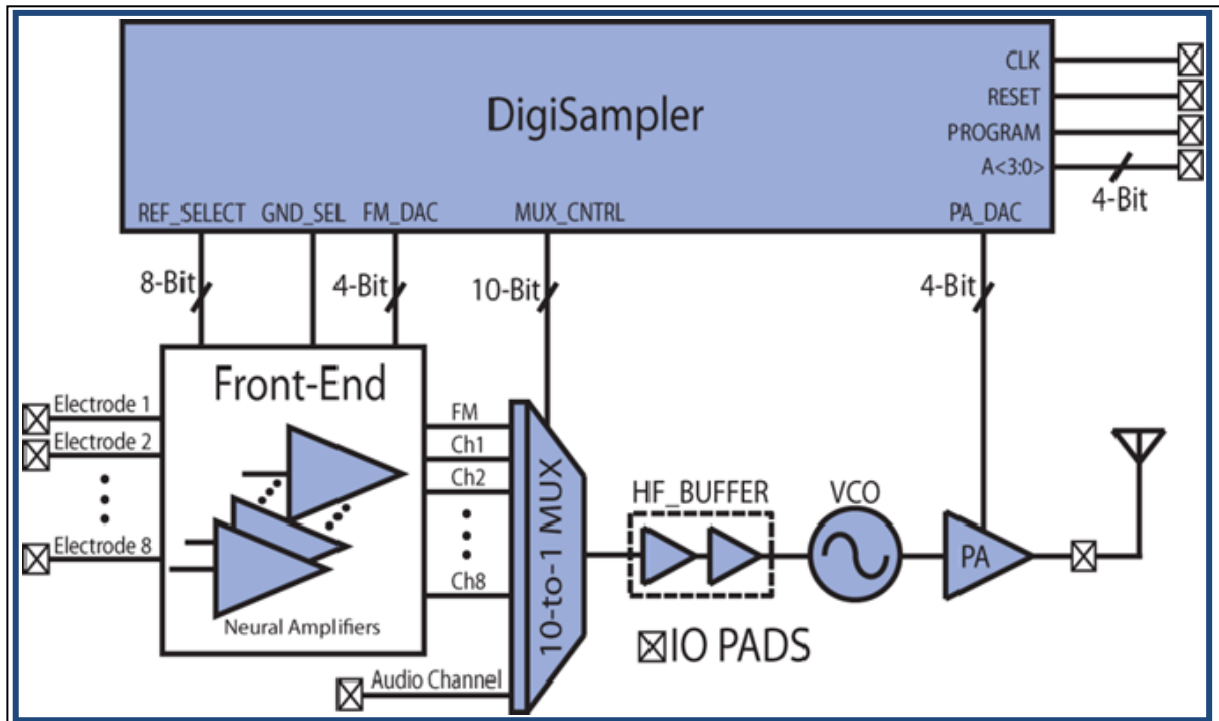 DigiSampler
CLK
RESET
PROGRAM
A<3:0>
4-Bit
REF_SELECT GND_SEL FM_DAC MUX_CNTRL PA_DAC
8-Bit 4-Bit 10-Bit 4-Bit
Front-End
Electrode 1
Electrode 2
Electrode 8
Neural Amplifiers
FM
Ch1
Ch2
Ch8
Audio Channel
10-to-1 MUX
HF_BUFFER
VCO
PA
IO PADS